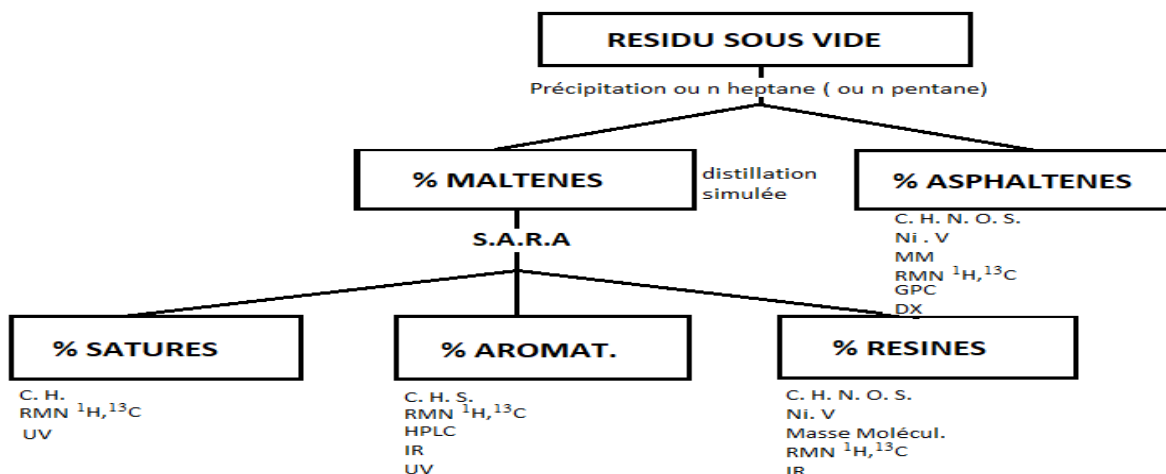 RESIDU SOUS VIDE
Précipitation ou n heptane ( ou n pentane)
% MALTENES
distillation
simulée
% ASPHALTENES
C. H. N. O. S.
Ni . V
MM
RMN ¹H,¹³C
GPC
DX
S.A.R.A
% SATURES
C. H.
RMN ¹H,¹³C
UV
% AROMAT.
C. H. S.
RMN ¹H,¹³C
HPLC
IR
UV
% RESINES
C. H. N. O. S.
Ni. V
Masse Molécul.
RMN ¹H,¹³C
IR